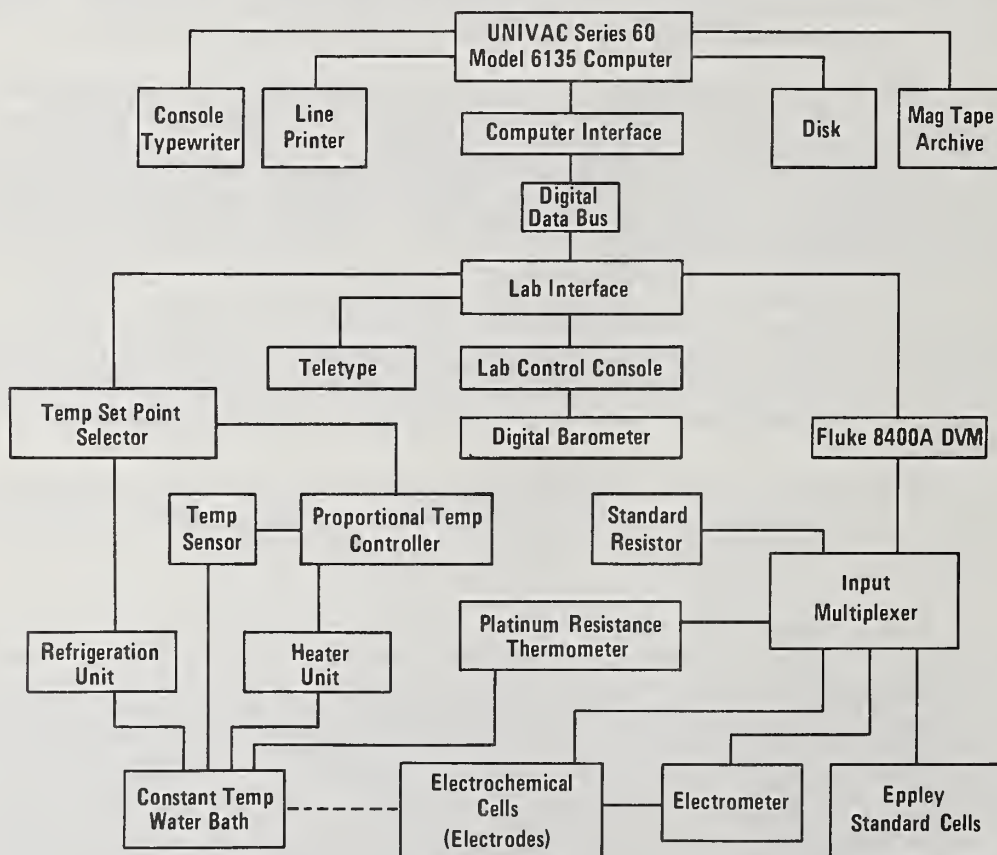 UNIVAC Series 60
Model 6135 Computer
Console
Typewriter
Line
Printer
Computer Interface
Disk
Mag Tape
Archive
Digital
Data Bus
Lab Interface
Teletype
Lab Control Console
Temp Set Point
Selector
Digital Barometer
Fluke 8400A DVM
Temp
Sensor
Proportional Temp
Controller
Standard
Resistor
Input
Multiplexer
Refrigeration
Unit
Heater
Unit
Platinum Resistance
Thermometer
Constant Temp
Water Bath
Electrochemical
Cells
(Electrodes)
Electrometer
Eppley
Standard Cells